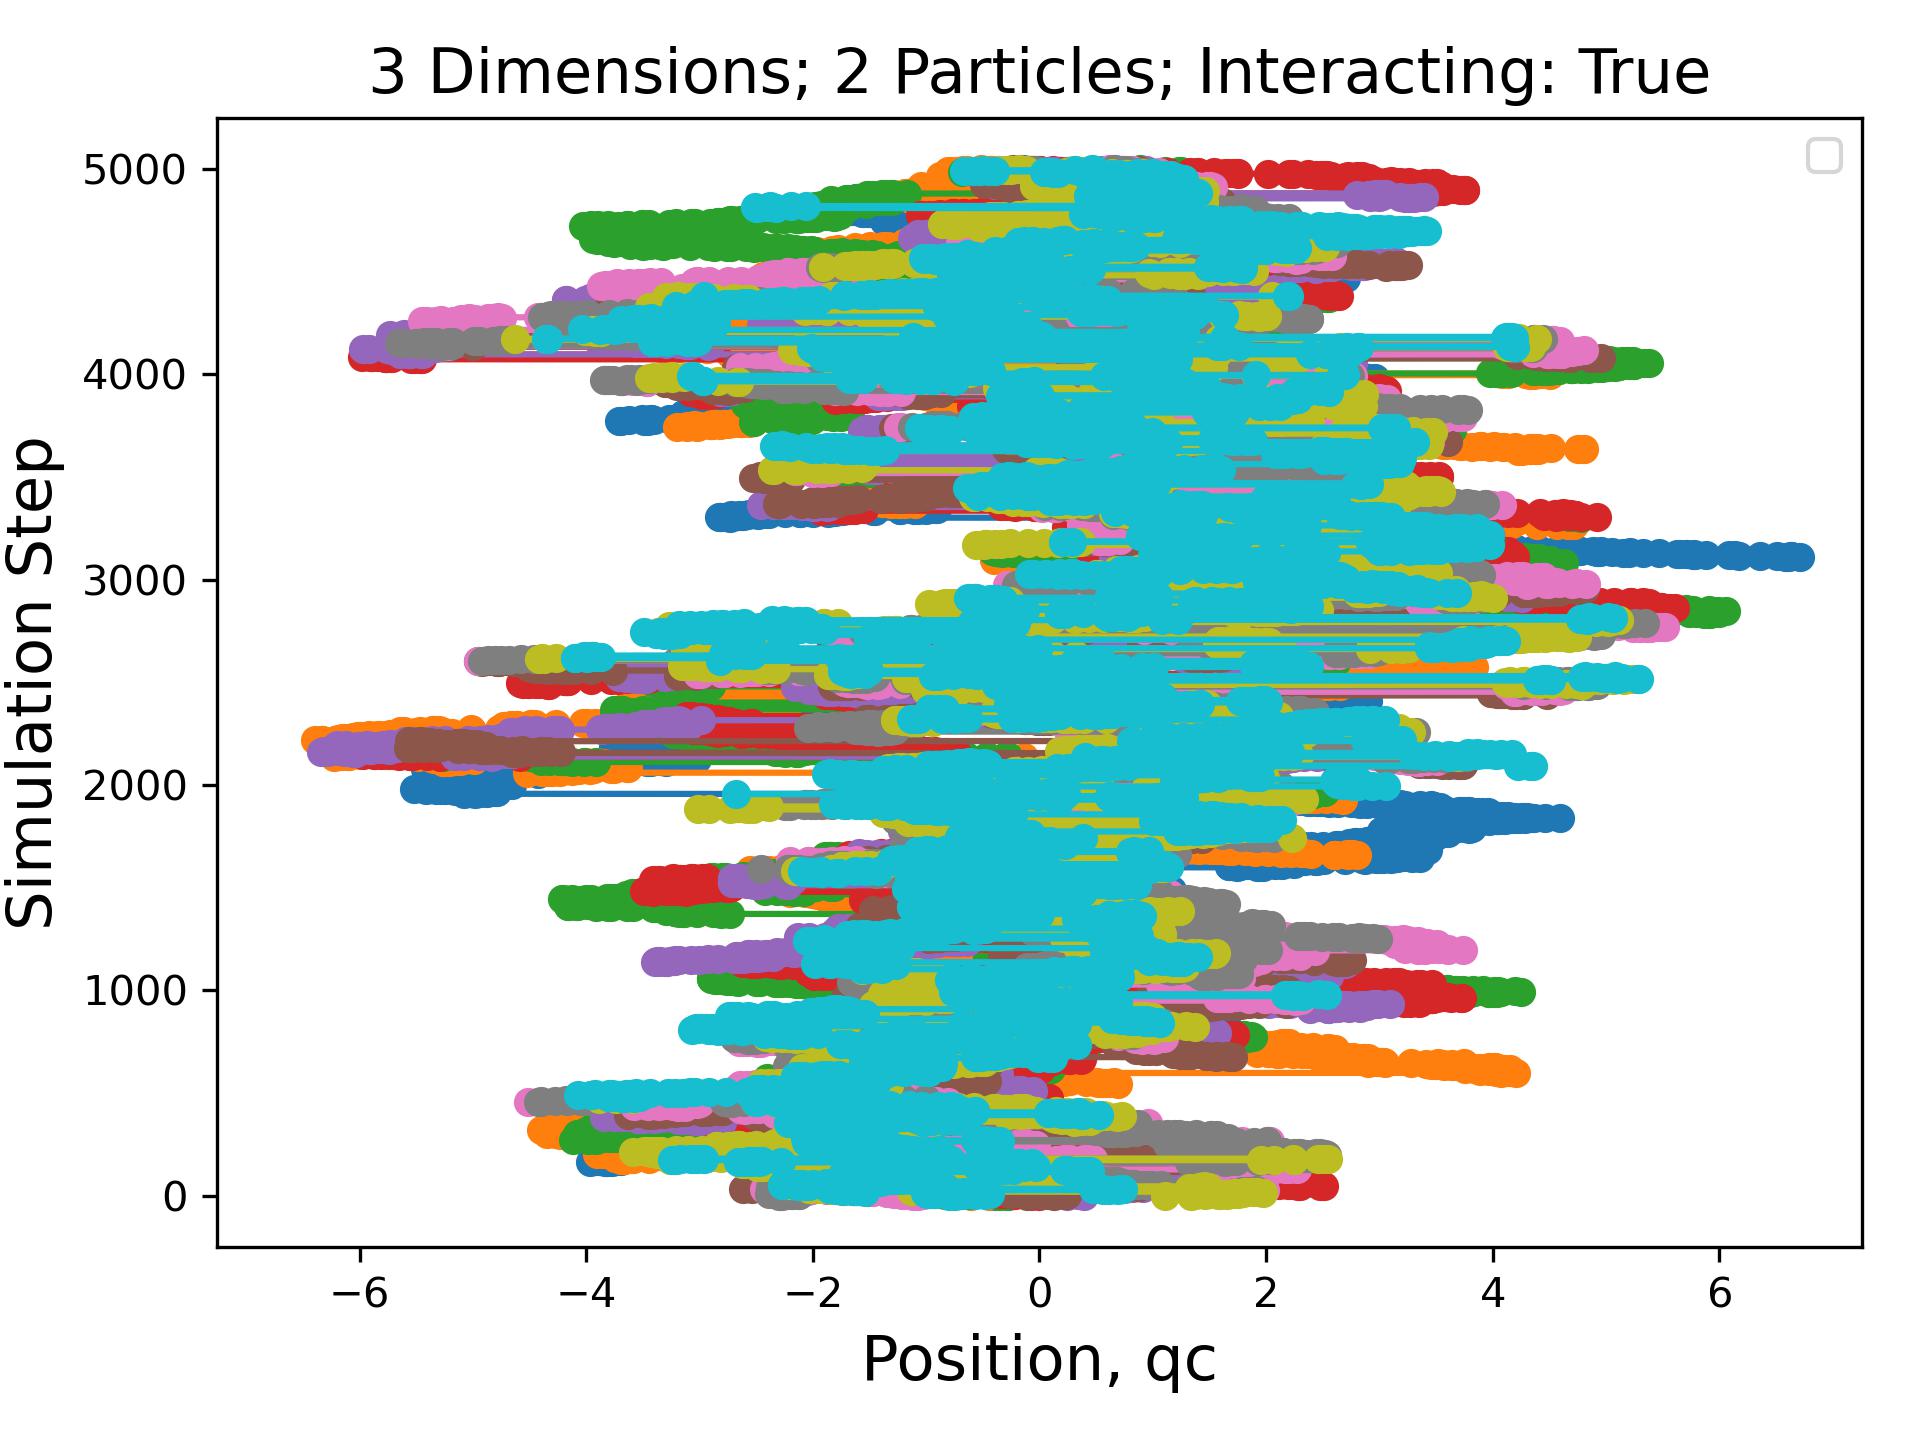 3 Dimensions; 2 Particles; Interacting: True
5000
4000
3000
2000
1000
0
Simulation Step
−6 −4 −2 0 2 4 6
Position, qc